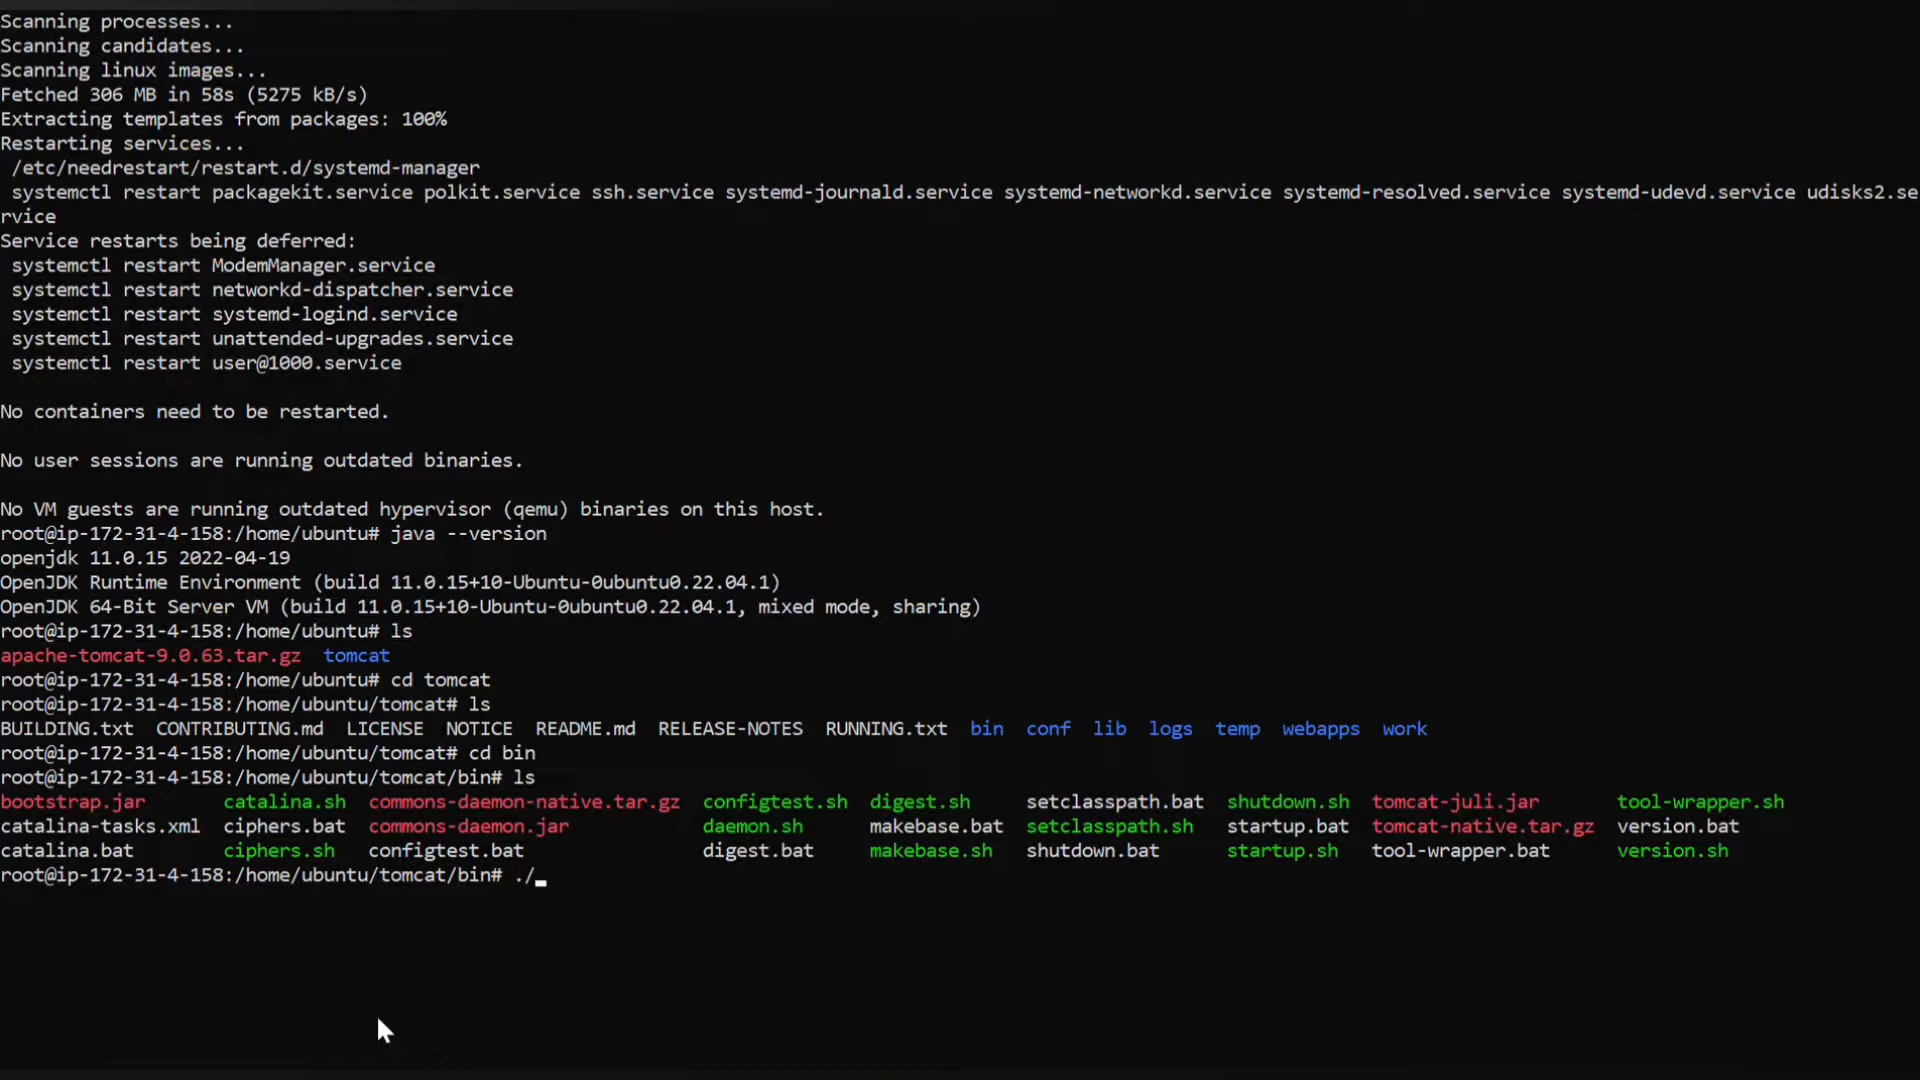 Scanning processes...
Scanning candidates...
Scanning linux images...
Fetched 306 MB in 58s (5275 kB/s)
Extracting templates from packages: 100%
Restarting services...
 /etc/needrestart/restart.d/systemd-manager
 systemctl restart packagekit.service polkit.service ssh.service systemd-journald.service systemd-networkd.service systemd-resolved.service systemd-udevd.service udisks2.se
rvice
Service restarts being deferred:
 systemctl restart ModemManager.service
 systemctl restart networkd-dispatcher.service
 systemctl restart systemd-logind.service
 systemctl restart unattended-upgrades.service
 systemctl restart user@1000.service
No containers need to be restarted.
No user sessions are running outdated binaries.
No VM guests are running outdated hypervisor (qemu) binaries on this host.
root@ip-172-31-4-158:/home/ubuntu# java --version
openjdk 11.0.15 2022-04-19
OpenJDK Runtime Environment (build 11.0.15+10-Ubuntu-0ubuntu0.22.04.1)
OpenJDK 64-Bit Server VM (build 11.0.15+10-Ubuntu-0ubuntu0.22.04.1, mixed mode, sharing)
root@ip-172-31-4-158:/home/ubuntu# ls
apache-tomcat-9.0.63.tar.gz  tomcat
root@ip-172-31-4-158:/home/ubuntu# cd tomcat
root@ip-172-31-4-158:/home/ubuntu/tomcat# ls
BUILDING.txt  CONTRIBUTING.md  LICENSE  NOTICE  README.md  RELEASE-NOTES  RUNNING.txt  bin  conf  lib  logs  temp  webapps  work
root@ip-172-31-4-158:/home/ubuntu/tomcat# cd bin
root@ip-172-31-4-158:/home/ubuntu/tomcat/bin# ls
bootstrap.jar  catalina.sh  commons-daemon-native.tar.gz  configtest.sh  digest.sh  setclasspath.bat  shutdown.sh  tomcat-juli.jar  tool-wrapper.sh
catalina-tasks.xml  ciphers.bat  commons-daemon.jar  daemon.sh  makebase.bat  setclasspath.sh  startup.bat  tomcat-native.tar.gz  version.bat
catalina.bat  ciphers.sh  configtest.bat  digest.bat  makebase.sh  shutdown.bat  startup.sh  tool-wrapper.bat  version.sh
root@ip-172-31-4-158:/home/ubuntu/tomcat/bin# ./